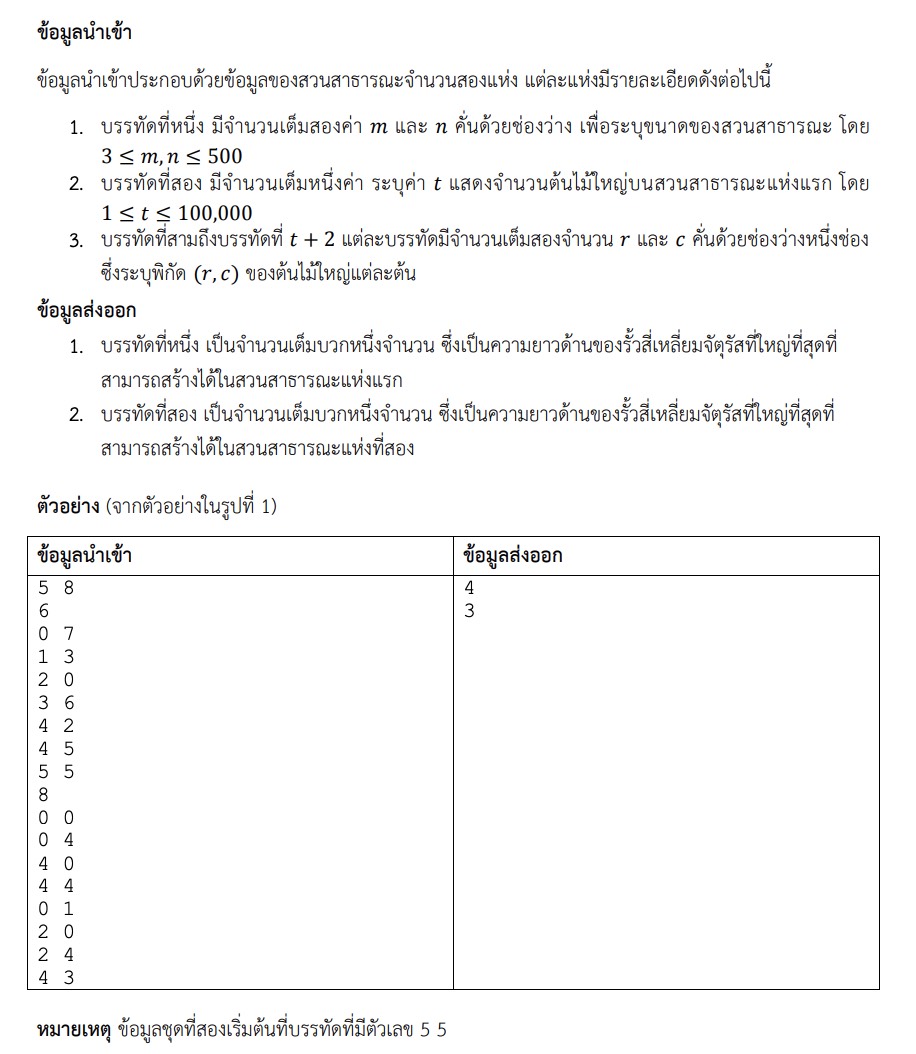 ข้อมูลนำเข้า
ข้อมูลนำเข้าประกอบด้วยข้อมูลของสวนสาธารณะจำนวนสองแห่ง แต่ละแห่งมีรายละเอียดดังต่อไปนี้
1. บรรทัดที่หนึ่ง มีจำนวนเต็มสองค่า m และ n คั่นด้วยช่องว่าง เพื่อระบุขนาดของสวนสาธารณะ โดย
3 ≤ m, n ≤ 500
2. บรรทัดที่สอง มีจำนวนเต็มหนึ่งค่า ระบุค่า t แสดงจำนวนต้นไม้ใหญ่บนสวนสาธารณะแห่งแรก โดย
1 ≤ t ≤ 100,000
3. บรรทัดที่สามถึงบรรทัดที่ t + 2 แต่ละบรรทัดมีจำนวนเต็มสองจำนวน r และ c คั่นด้วยช่องว่างหนึ่งช่อง
ซึ่งระบุพิกัด (r, c) ของต้นไม้ใหญ่แต่ละต้น
ข้อมูลส่งออก
1. บรรทัดที่หนึ่ง เป็นจำนวนเต็มบวกหนึ่งจำนวน ซึ่งเป็นความยาวด้านของรั้วสี่เหลี่ยมจัตุรัสที่ใหญ่ที่สุดที่
สามารถสร้างได้ในสวนสาธารณะแห่งแรก
2. บรรทัดที่สอง เป็นจำนวนเต็มบวกหนึ่งจำนวน ซึ่งเป็นความยาวด้านของรั้วสี่เหลี่ยมจัตุรัสที่ใหญ่ที่สุดที่
สามารถสร้างได้ในสวนสาธารณะแห่งที่สอง
ตัวอย่าง (จากตัวอย่างในรูปที่ 1)
ข้อมูลนำเข้า
5 8
6
0 7
1 3
2 0
3 6
4 2
4 5
5 5
8
0 0
0 4
4 0
4 4
0 1
2 0
2 4
4 3
ข้อมูลส่งออก
4
3
หมายเหตุ ข้อมูลชุดที่สองเริ่มต้นที่บรรทัดที่มีตัวเลข 5 5